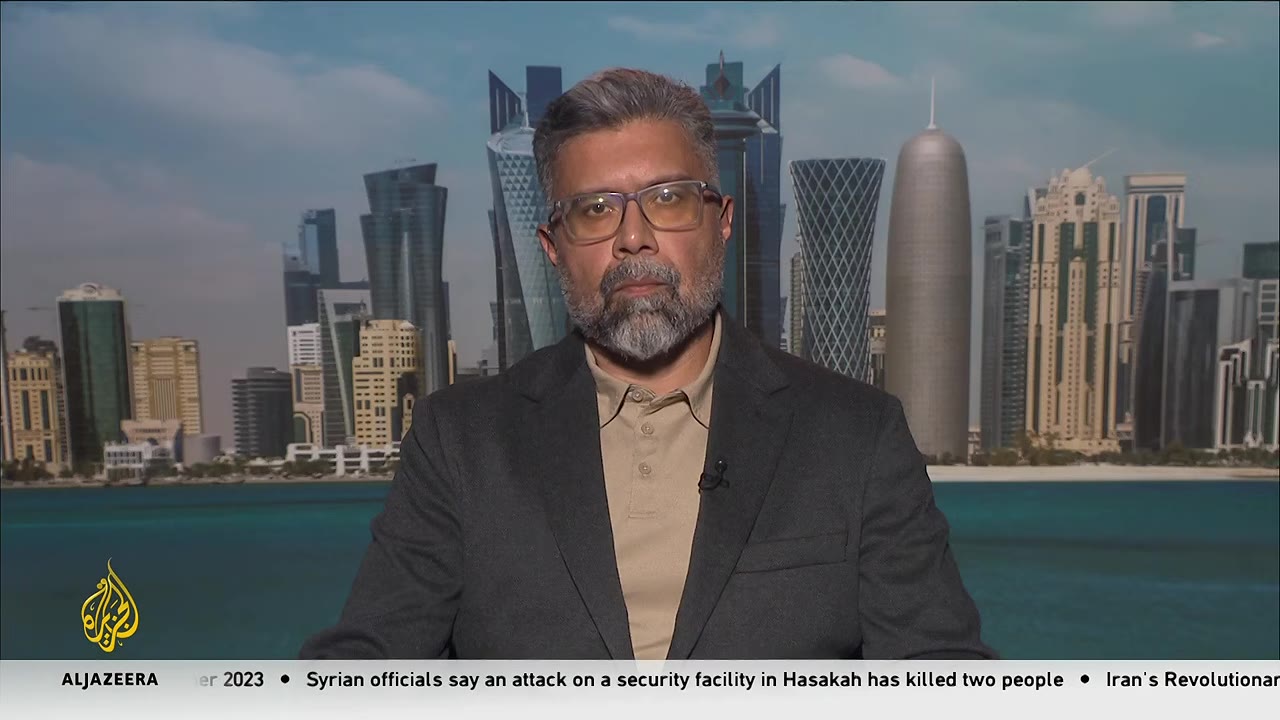 الجزيرة
ALJAZEERA er 2023 • Syrian officials say an attack on a security facility in Hasakah has killed two people • Iran's Revolutionar